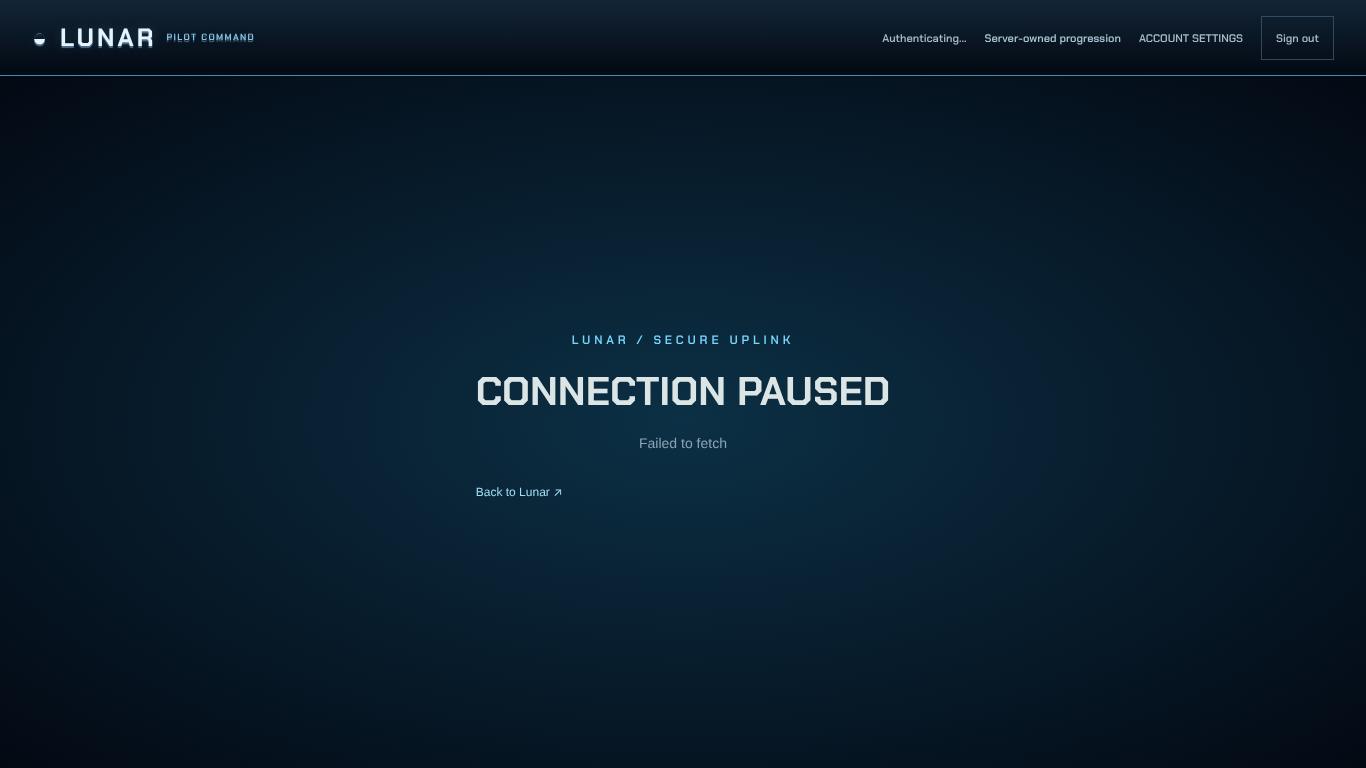 LUNAR PILOT COMMAND
Authenticating... Server-owned progression ACCOUNT SETTINGS Sign out
LUNAR / SECURE UPLINK
CONNECTION PAUSED
Failed to fetch
Back to Lunar ↗